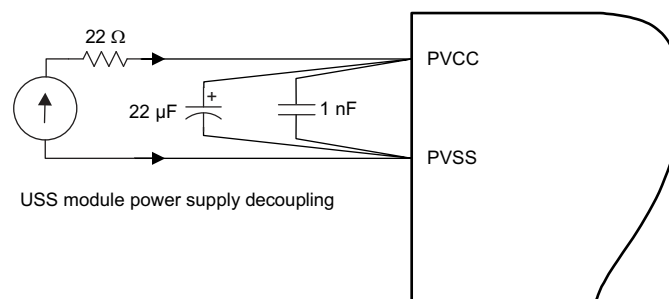 22 Ω
PVCC
+
22 µF
1 nF
PVSS
USS module power supply decoupling